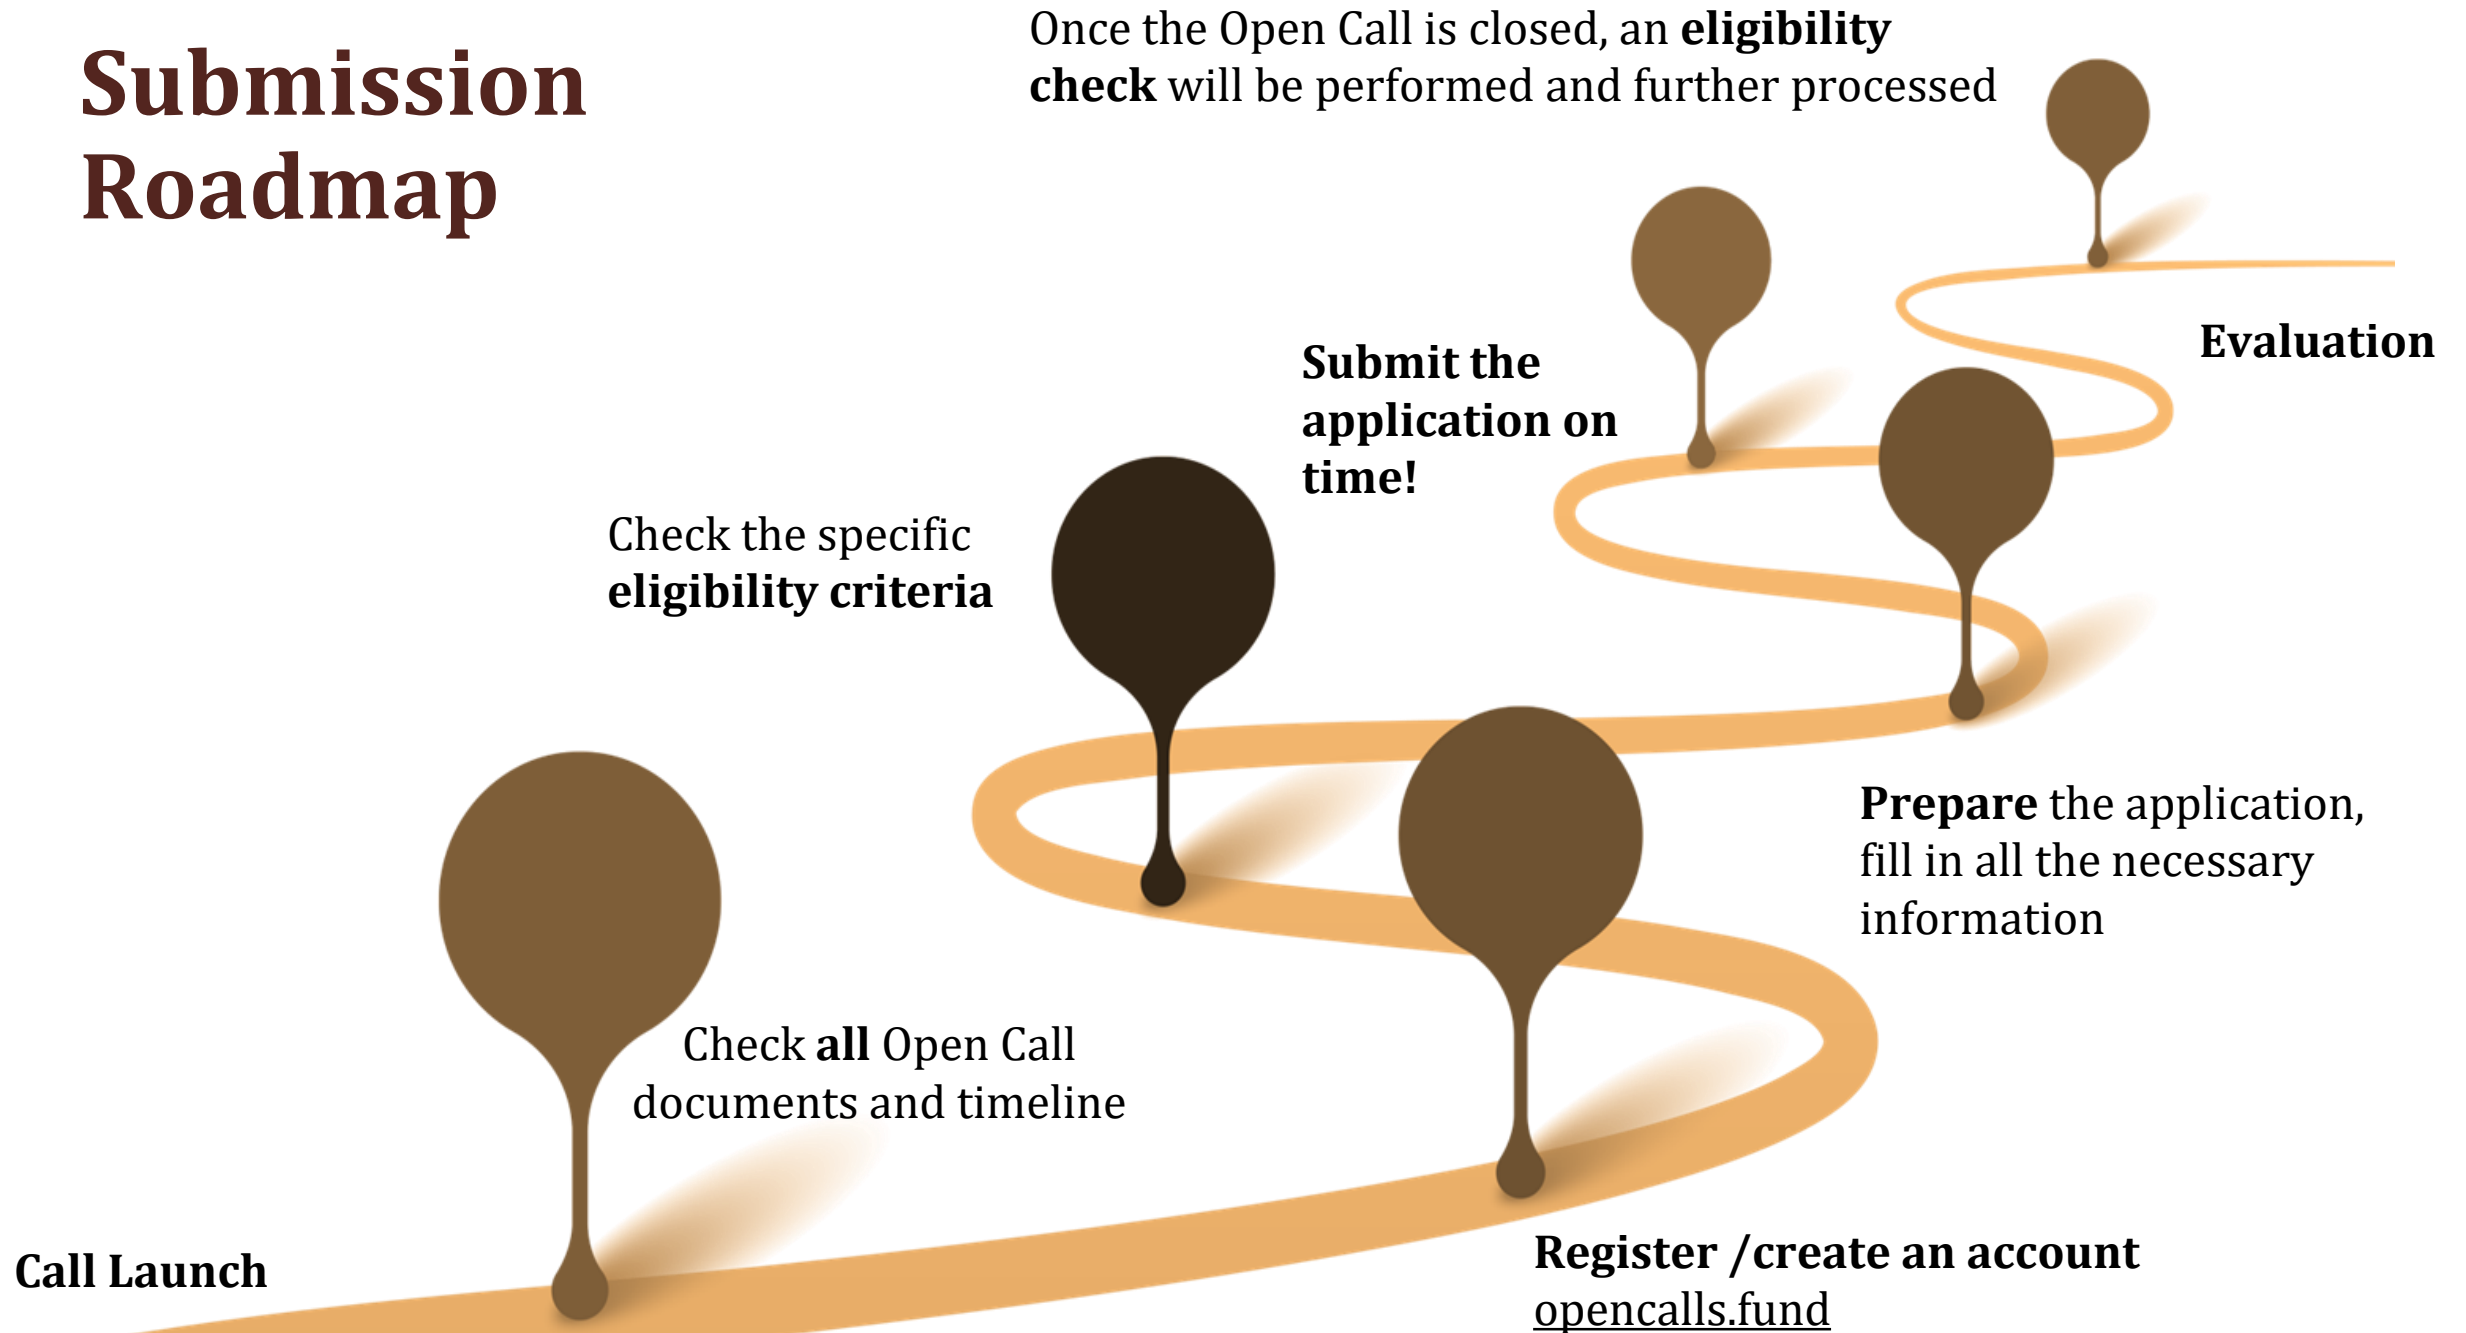 Submission
Roadmap
Once the Open Call is closed, an eligibility
check will be performed and further processed
Evaluation
Submit the
application on
time!
Check the specific
eligibility criteria
Prepare the application,
fill in all the necessary
information
Check all Open Call
documents and timeline
Call Launch
Register /create an account
opencalls.fund